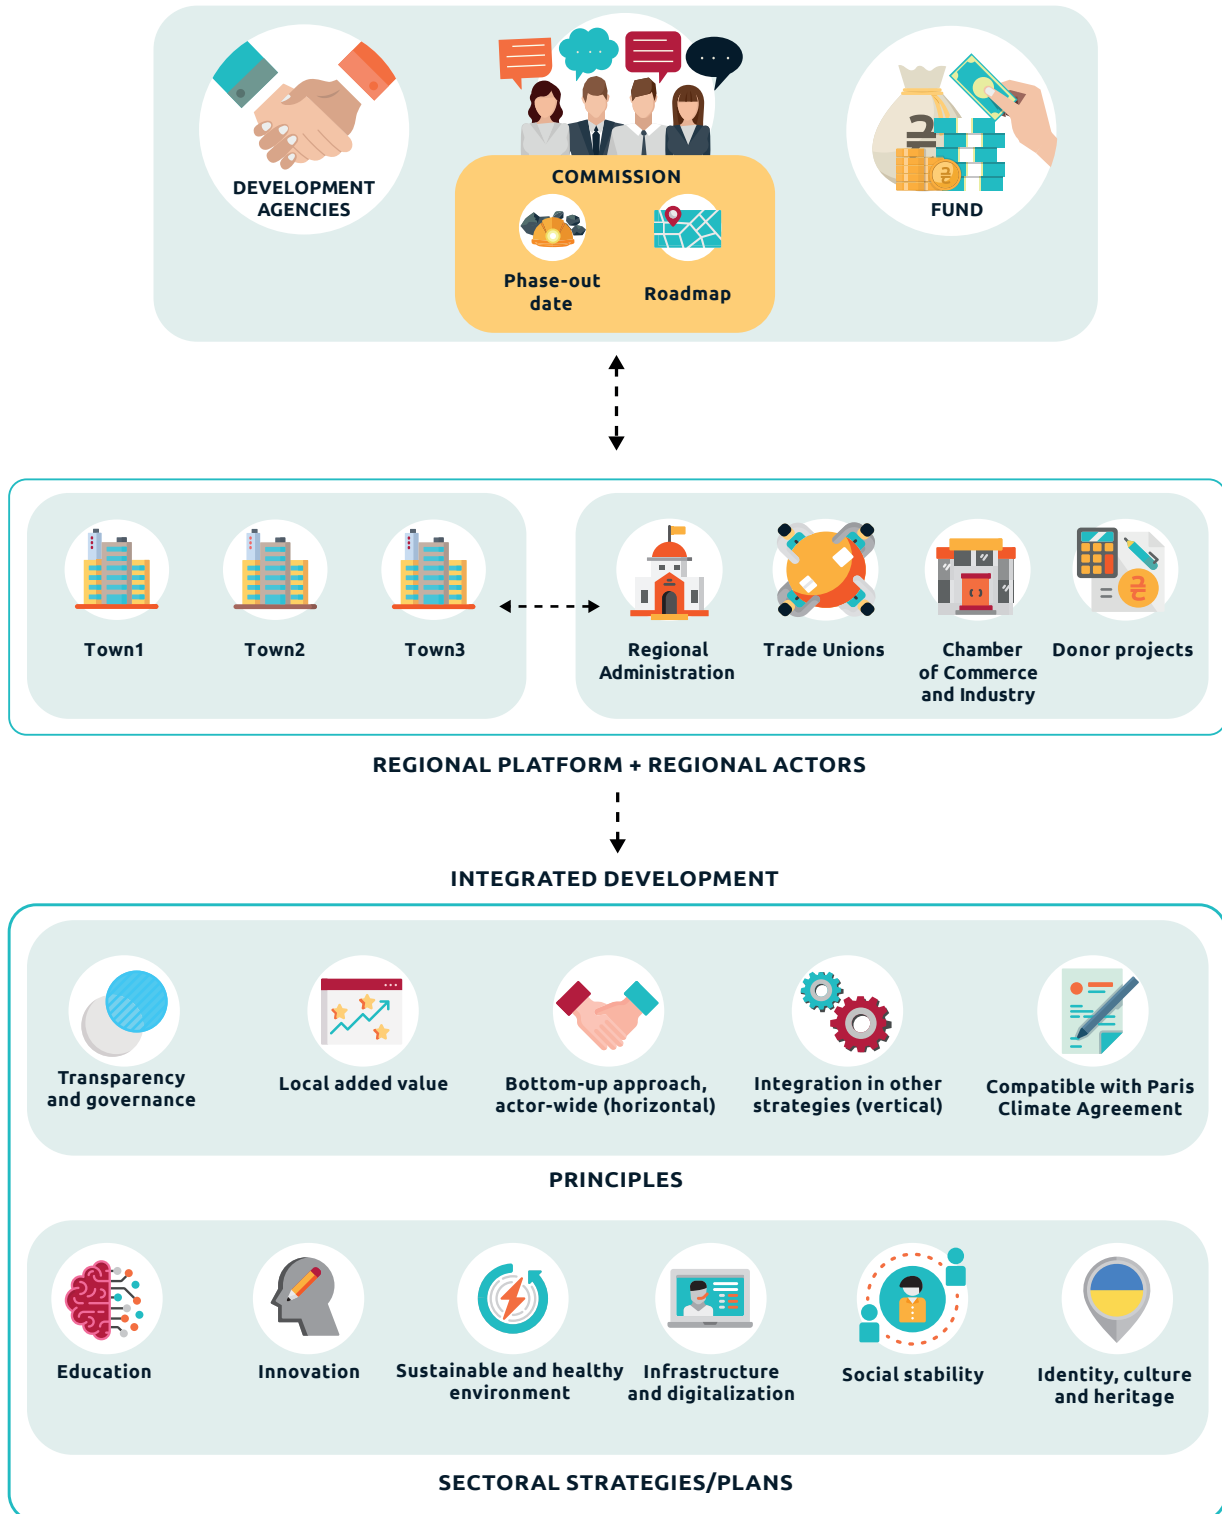 DEVELOPMENT
AGENCIES
COMMISSION
Phase-out
date
Roadmap
FUND
Town1
Town2
Town3
Regional
Administration
Trade Unions
Chamber
of Commerce
and Industry
Donor projects
REGIONAL PLATFORM + REGIONAL ACTORS
INTEGRATED DEVELOPMENT
Transparency
and governance
Local added value
Bottom-up approach,
actor-wide (horizontal)
Integration in other
strategies (vertical)
Compatible with Paris
Climate Agreement
PRINCIPLES
Education
Innovation
Sustainable and healthy
environment
Infrastructure
and digitalization
Social stability
Identity, culture
and heritage
SECTORAL STRATEGIES/PLANS